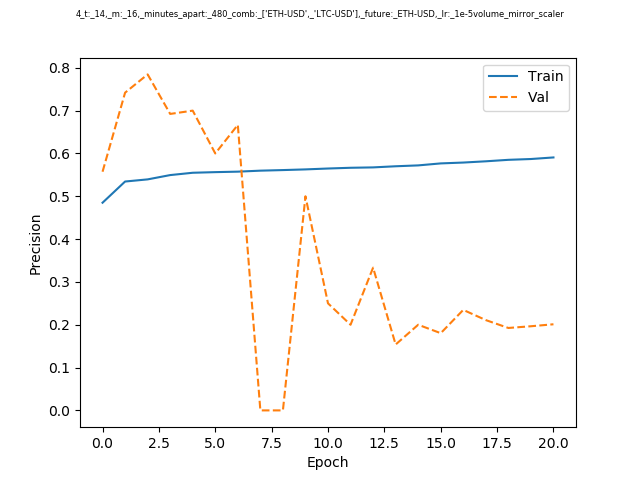 4_t:_14,_m:_16,_minutes_apart:_480_comb:_['ETH-USD',_'LTC-USD'],_future:_ETH-USD,_lr:_1e-5volume_mirror_scaler
Train
Val
0.8
0.7
0.6
0.5
0.4
0.3
0.2
0.1
0.0
Precision
0.0 2.5 5.0 7.5 10.0 12.5 15.0 17.5 20.0
Epoch